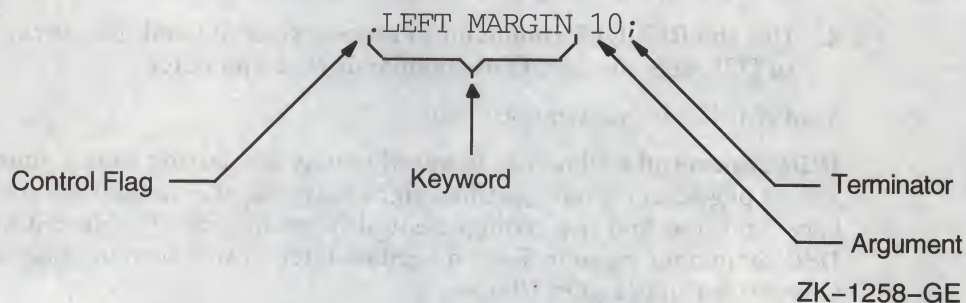 .LEFT MARGIN 10;
Control Flag
Keyword
Terminator
Argument
ZK–1258–GE